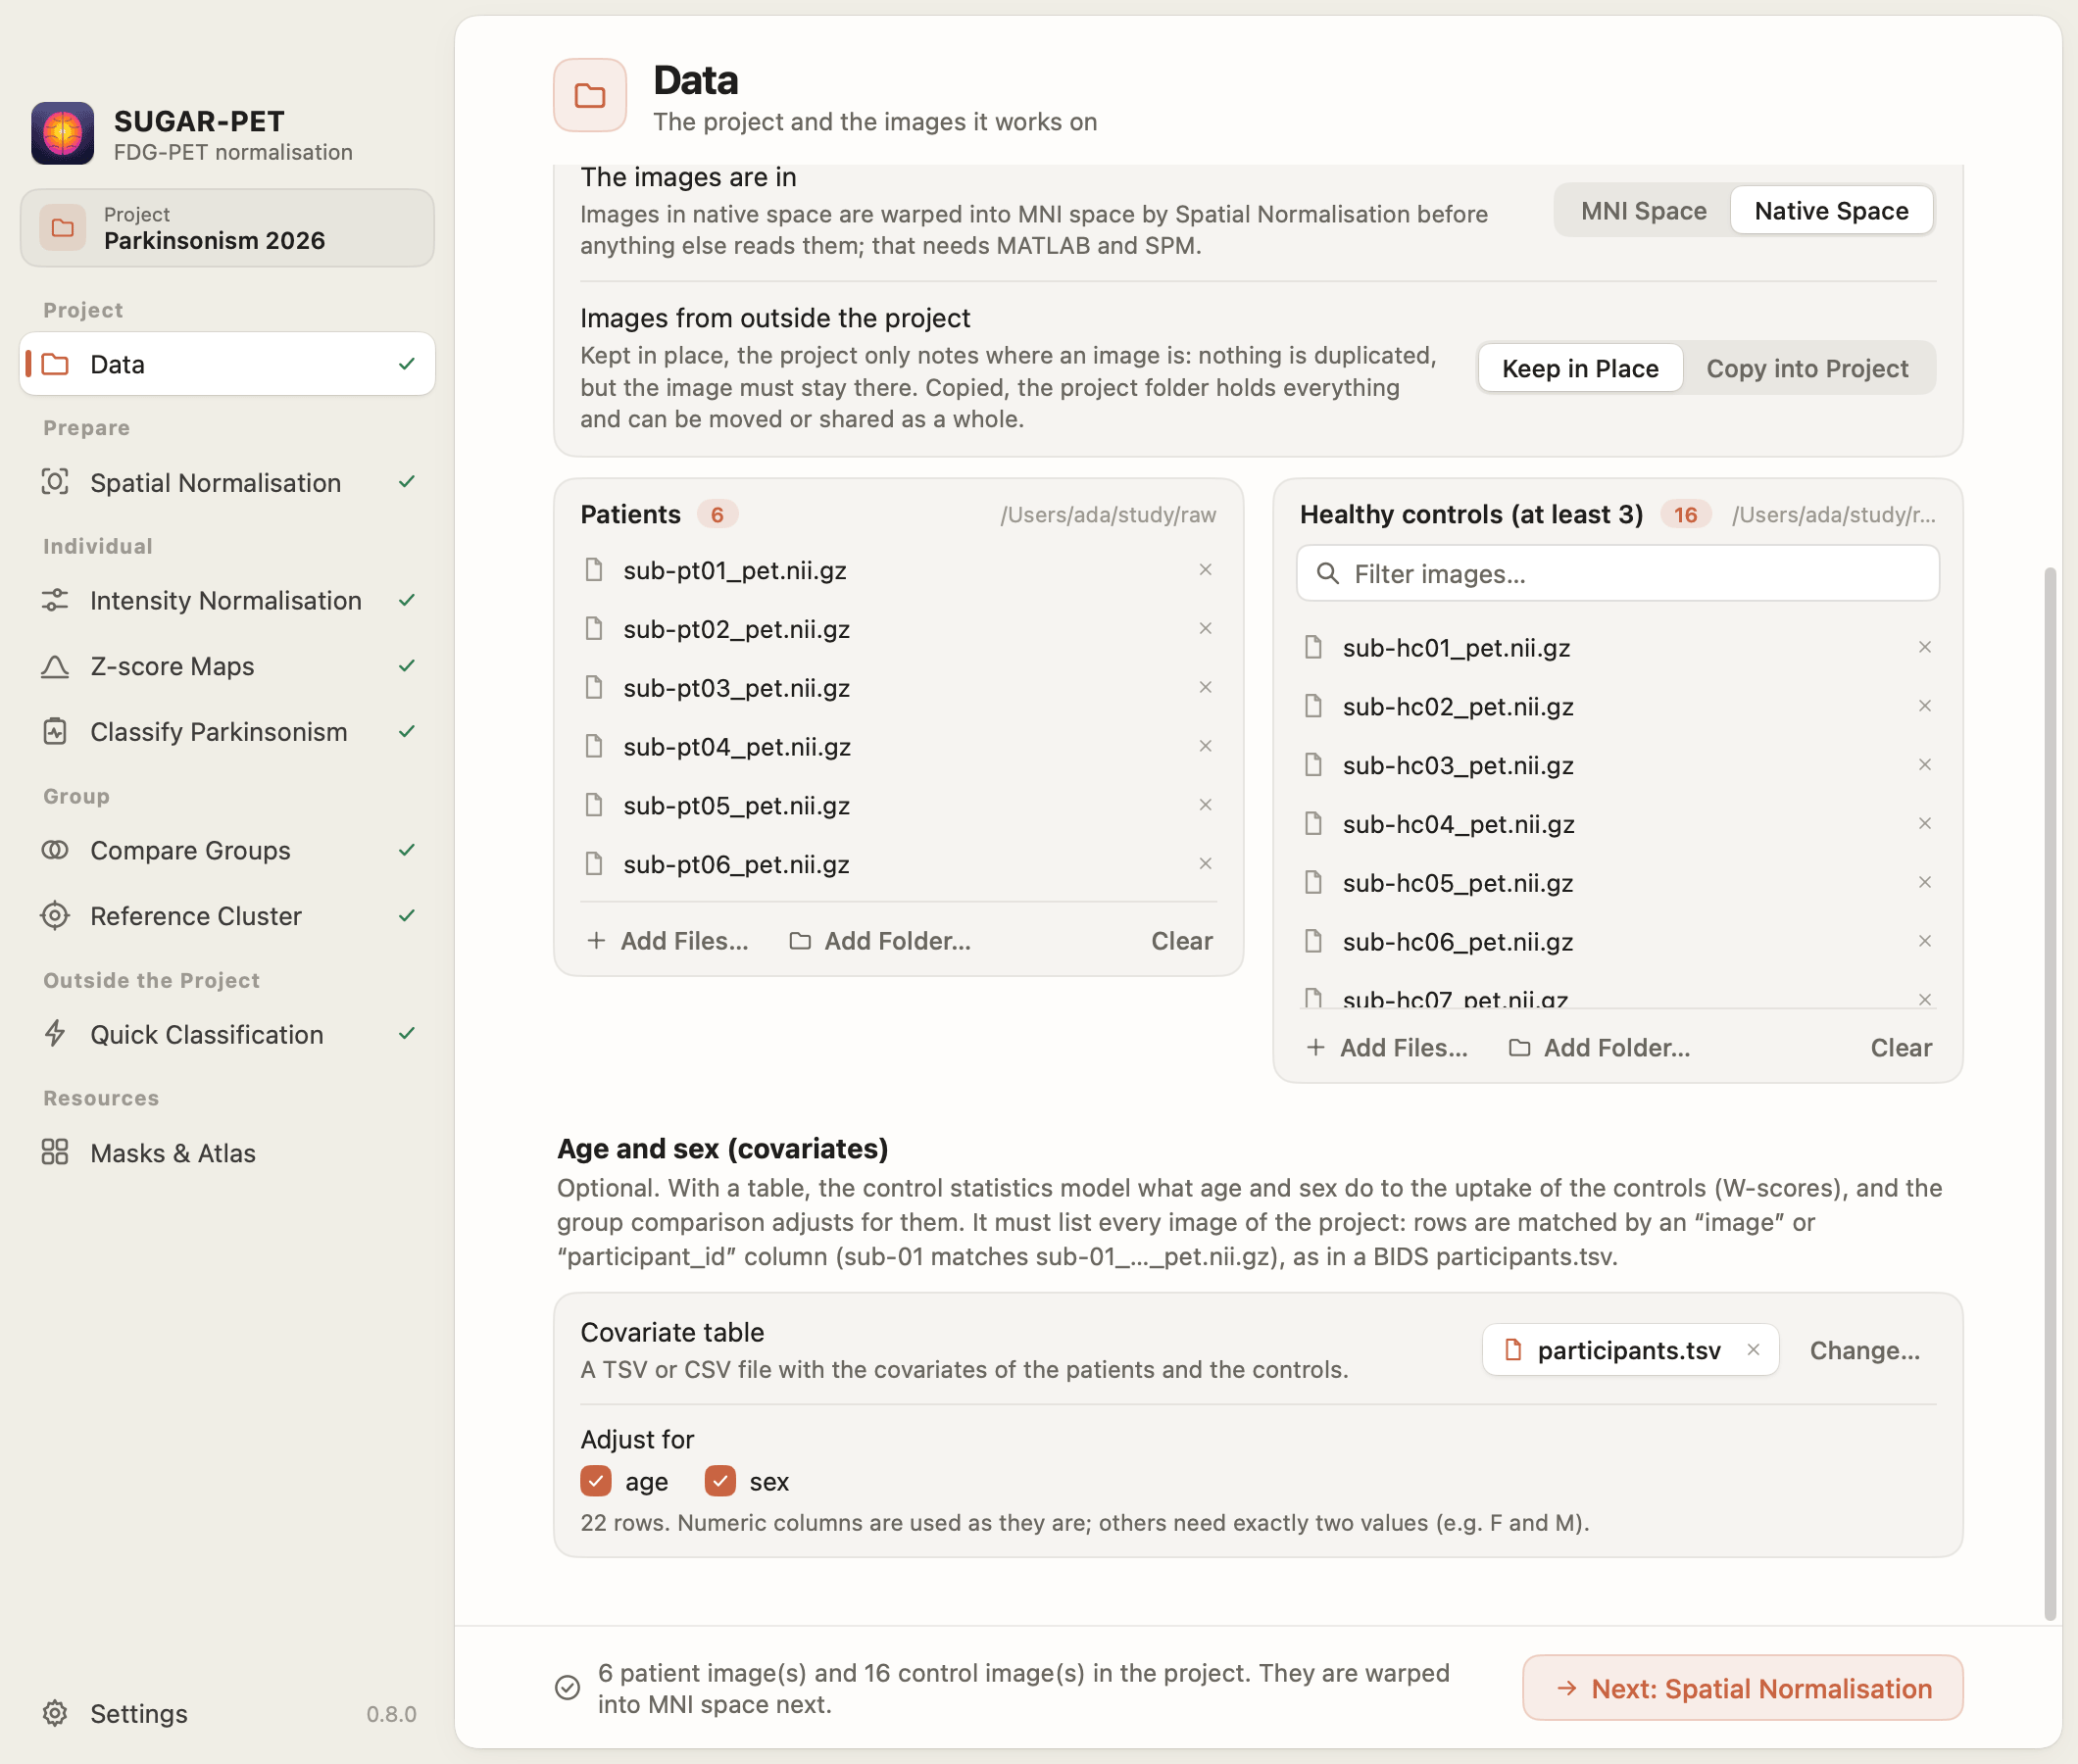 SUGAR-PET
FDG-PET normalisation
Project
Parkinsonism 2026
Project
Data
Prepare
Spatial Normalisation
Individual
Intensity Normalisation
Z-score Maps
Classify Parkinsonism
Group
Compare Groups
Reference Cluster
Outside the Project
Quick Classification
Resources
Masks & Atlas
Settings
0.8.0
Data
The project and the images it works on
The images are in
Images in native space are warped into MNI space by Spatial Normalisation before
anything else reads them; that needs MATLAB and SPM.
MNI Space
Native Space
Images from outside the project
Kept in place, the project only notes where an image is: nothing is duplicated,
but the image must stay there. Copied, the project folder holds everything
and can be moved or shared as a whole.
Keep in Place
Copy into Project
Patients 6 /Users/ada/study/raw
sub-pt01_pet.nii.gz
sub-pt02_pet.nii.gz
sub-pt03_pet.nii.gz
sub-pt04_pet.nii.gz
sub-pt05_pet.nii.gz
sub-pt06_pet.nii.gz
Add Files...
Add Folder...
Clear
Healthy controls (at least 3) 16 /Users/ada/study/r...
Filter images...
sub-hc01_pet.nii.gz
sub-hc02_pet.nii.gz
sub-hc03_pet.nii.gz
sub-hc04_pet.nii.gz
sub-hc05_pet.nii.gz
sub-hc06_pet.nii.gz
sub-hc07_pet.nii.gz
Add Files...
Add Folder...
Clear
Age and sex (covariates)
Optional. With a table, the control statistics model what age and sex do to the uptake of the controls (W-scores), and the
group comparison adjusts for them. It must list every image of the project: rows are matched by an “image” or
“participant_id” column (sub-01 matches sub-01_..._pet.nii.gz), as in a BIDS participants.tsv.
Covariate table
A TSV or CSV file with the covariates of the patients and the controls.
participants.tsv
Change...
Adjust for
age
sex
22 rows. Numeric columns are used as they are; others need exactly two values (e.g. F and M).
6 patient image(s) and 16 control image(s) in the project. They are warped
into MNI space next.
Next: Spatial Normalisation